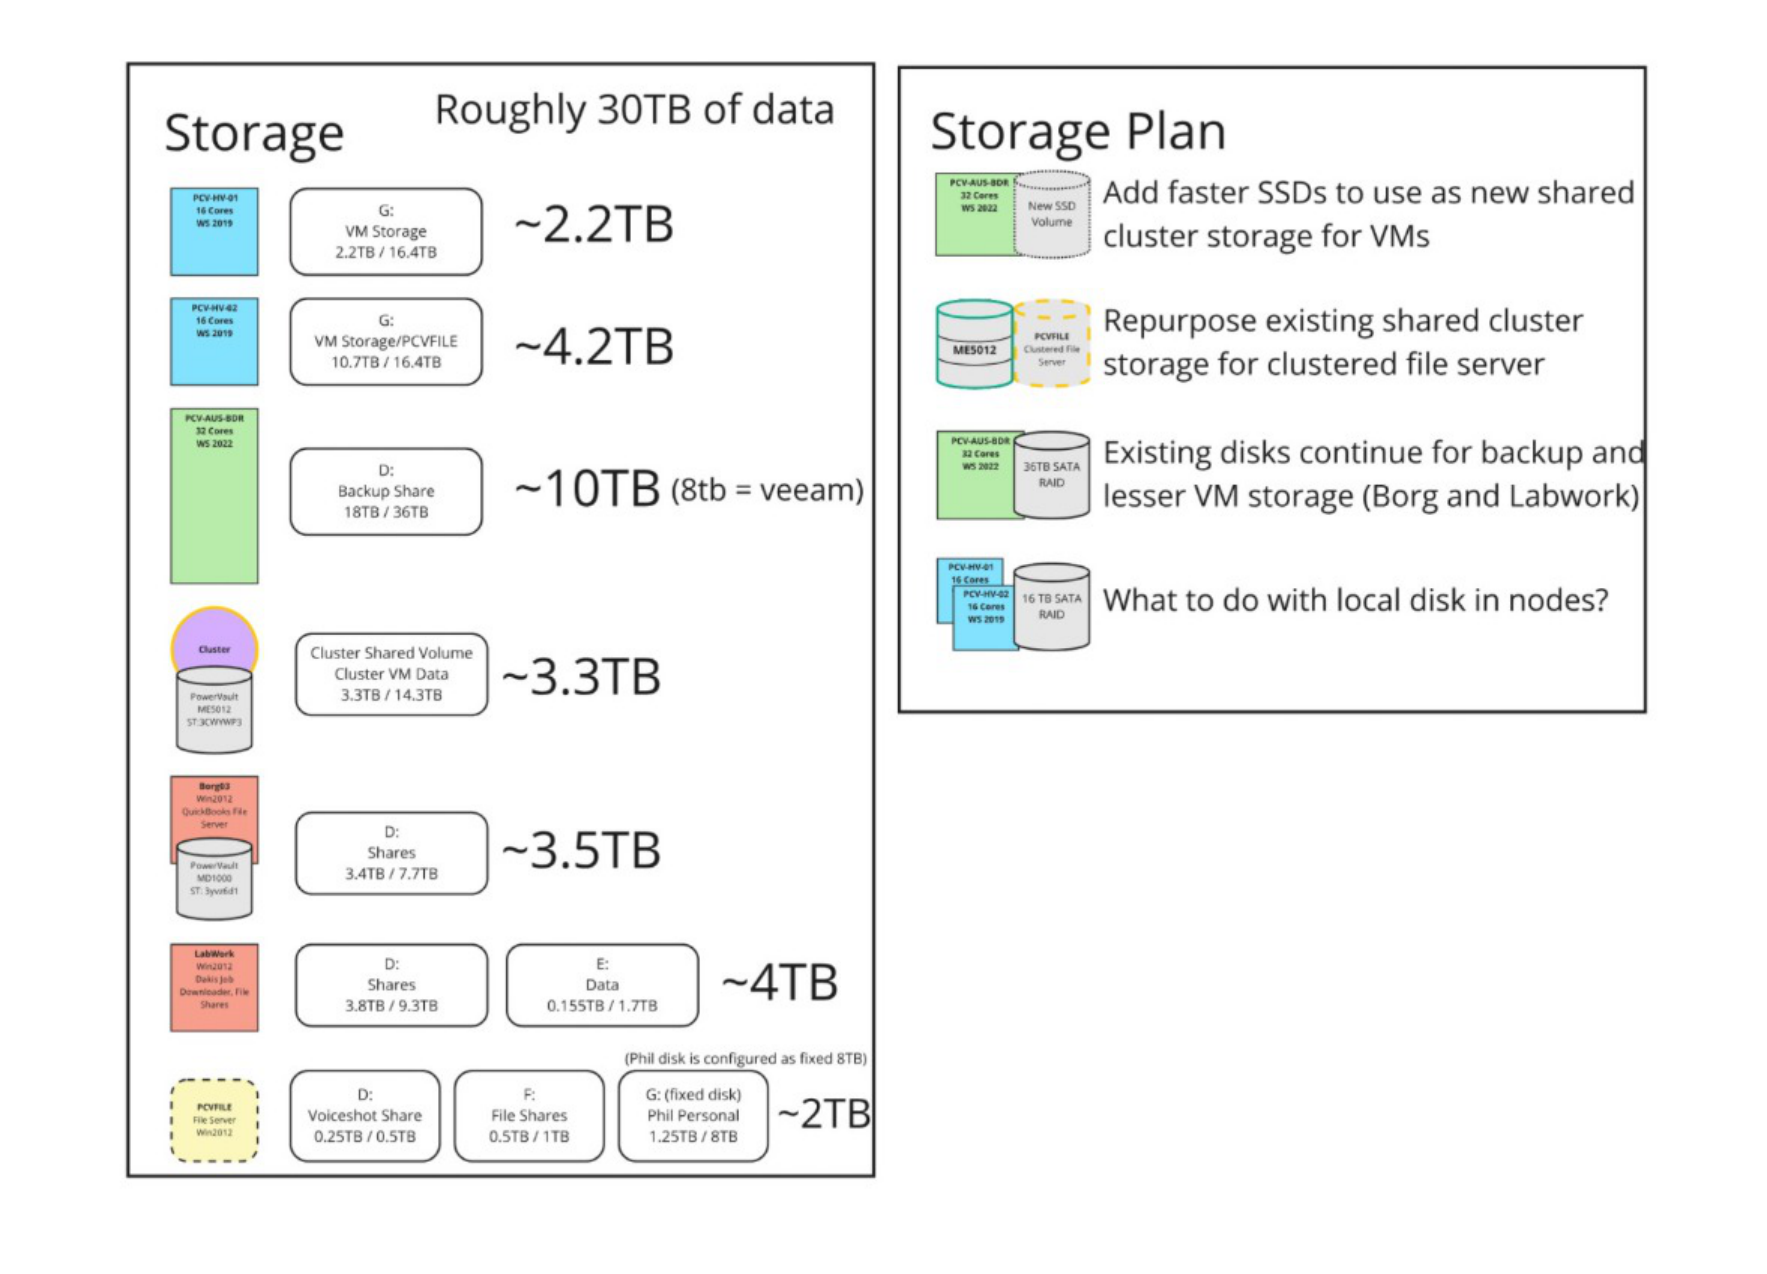 Storage
Roughly 30TB of data
PCV-HV-01
16 Cores
WS 2019
G:
VM Storage
2.2TB / 16.4TB
~2.2TB
PCV-HV-02
16 Cores
WS 2019
G:
VM Storage/PCVFILE
10.7TB / 16.4TB
~4.2TB
PCV-AUS-BDR
32 Cores
WS 2022
D:
Backup Share
18TB / 36TB
~10TB (8tb = veeam)
Cluster
PowerVault
ME5012
ST:3CWYWP3
Cluster Shared Volume
Cluster VM Data
3.3TB / 14.3TB
~3.3TB
Borg03
Win2012
QuickBooks File
Server
PowerVault
MD1000
ST: 3yvz6d1
D:
Shares
3.4TB / 7.7TB
~3.5TB
LabWork
Win2012
Dakis Job
Downloader, File
Shares
D:
Shares
3.8TB / 9.3TB
E:
Data
0.155TB / 1.7TB
~4TB
(Phil disk is configured as fixed 8TB)
PCVFILE
File Server
Win2012
D:
Voiceshot Share
0.25TB / 0.5TB
F:
File Shares
0.5TB / 1TB
G: (fixed disk)
Phil Personal
1.25TB / 8TB
~2TB
Storage Plan
PCV-AUS-BDR
32 Cores
WS 2022
New SSD
Volume
Add faster SSDs to use as new shared
cluster storage for VMs
ME5012
PCVFILE
Clustered File
Server
Repurpose existing shared cluster
storage for clustered file server
PCV-AUS-BDR
32 Cores
WS 2022
36TB SATA
RAID
Existing disks continue for backup and
lesser VM storage (Borg and Labwork)
PCV-HV-01
16 Cores
PCV-HV-02
16 Cores
WS 2019
16 TB SATA
RAID
What to do with local disk in nodes?